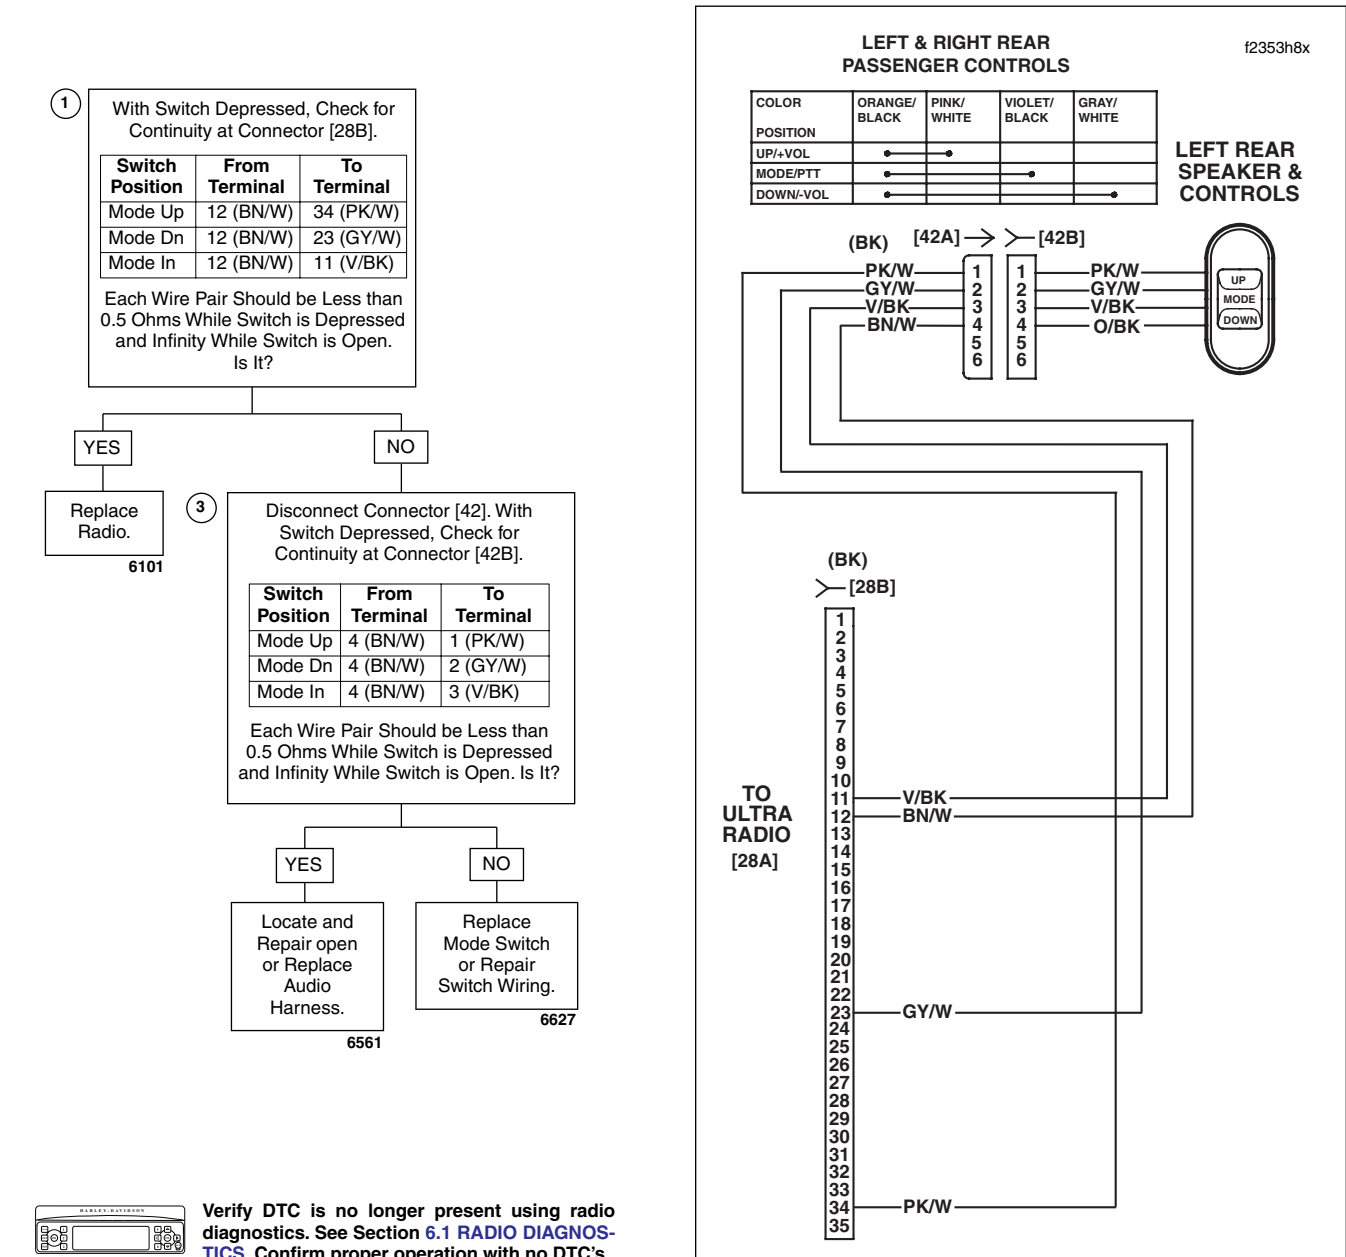 1
With Switch Depressed, Check for
Continuity at Connector [28B].
Switch Position From Terminal To Terminal
Mode Up 12 (BN/W) 34 (PK/W)
Mode Dn 12 (BN/W) 23 (GY/W)
Mode In 12 (BN/W) 11 (V/BK)
Each Wire Pair Should be Less than
0.5 Ohms While Switch is Depressed
and Infinity While Switch is Open.
Is It?
YES
NO
Replace
Radio.
6101
3
Disconnect Connector [42]. With
Switch Depressed, Check for
Continuity at Connector [42B].
Switch Position From Terminal To Terminal
Mode Up 4 (BN/W) 1 (PK/W)
Mode Dn 4 (BN/W) 2 (GY/W)
Mode In 4 (BN/W) 3 (V/BK)
Each Wire Pair Should be Less than
0.5 Ohms While Switch is Depressed
and Infinity While Switch is Open. Is It?
YES
NO
Locate and
Repair open
or Replace
Audio
Harness.
6561
Replace
Mode Switch
or Repair
Switch Wiring.
6627
HARLEY-DAVIDSON
Verify DTC is no longer present using radio
diagnostics. See Section 6.1 RADIO DIAGNOS-
TICS. Confirm proper operation with no DTC's
LEFT & RIGHT REAR
PASSENGER CONTROLS
f2353h8x
COLOR ORANGE/BLACK PINK/WHITE VIOLET/BLACK GRAY/WHITE
POSITION
UP/+VOL
MODE/PTT
DOWN/-VOL
LEFT REAR
SPEAKER &
CONTROLS
(BK) [42A] [42B]
PK/W 1 1 PK/W
GY/W 2 2 GY/W
V/BK 3 3 V/BK
BN/W 4 4 O/BK
5 5
6 6
UP
MODE
DOWN
(BK)
[28B]
1
2
3
4
5
6
7
8
9
10
11 V/BK
12 BN/W
13
14
15
16
17
18
19
20
21
22
23 GY/W
24
25
26
27
28
29
30
31
32
33
34 PK/W
35
TO
ULTRA
RADIO
[28A]